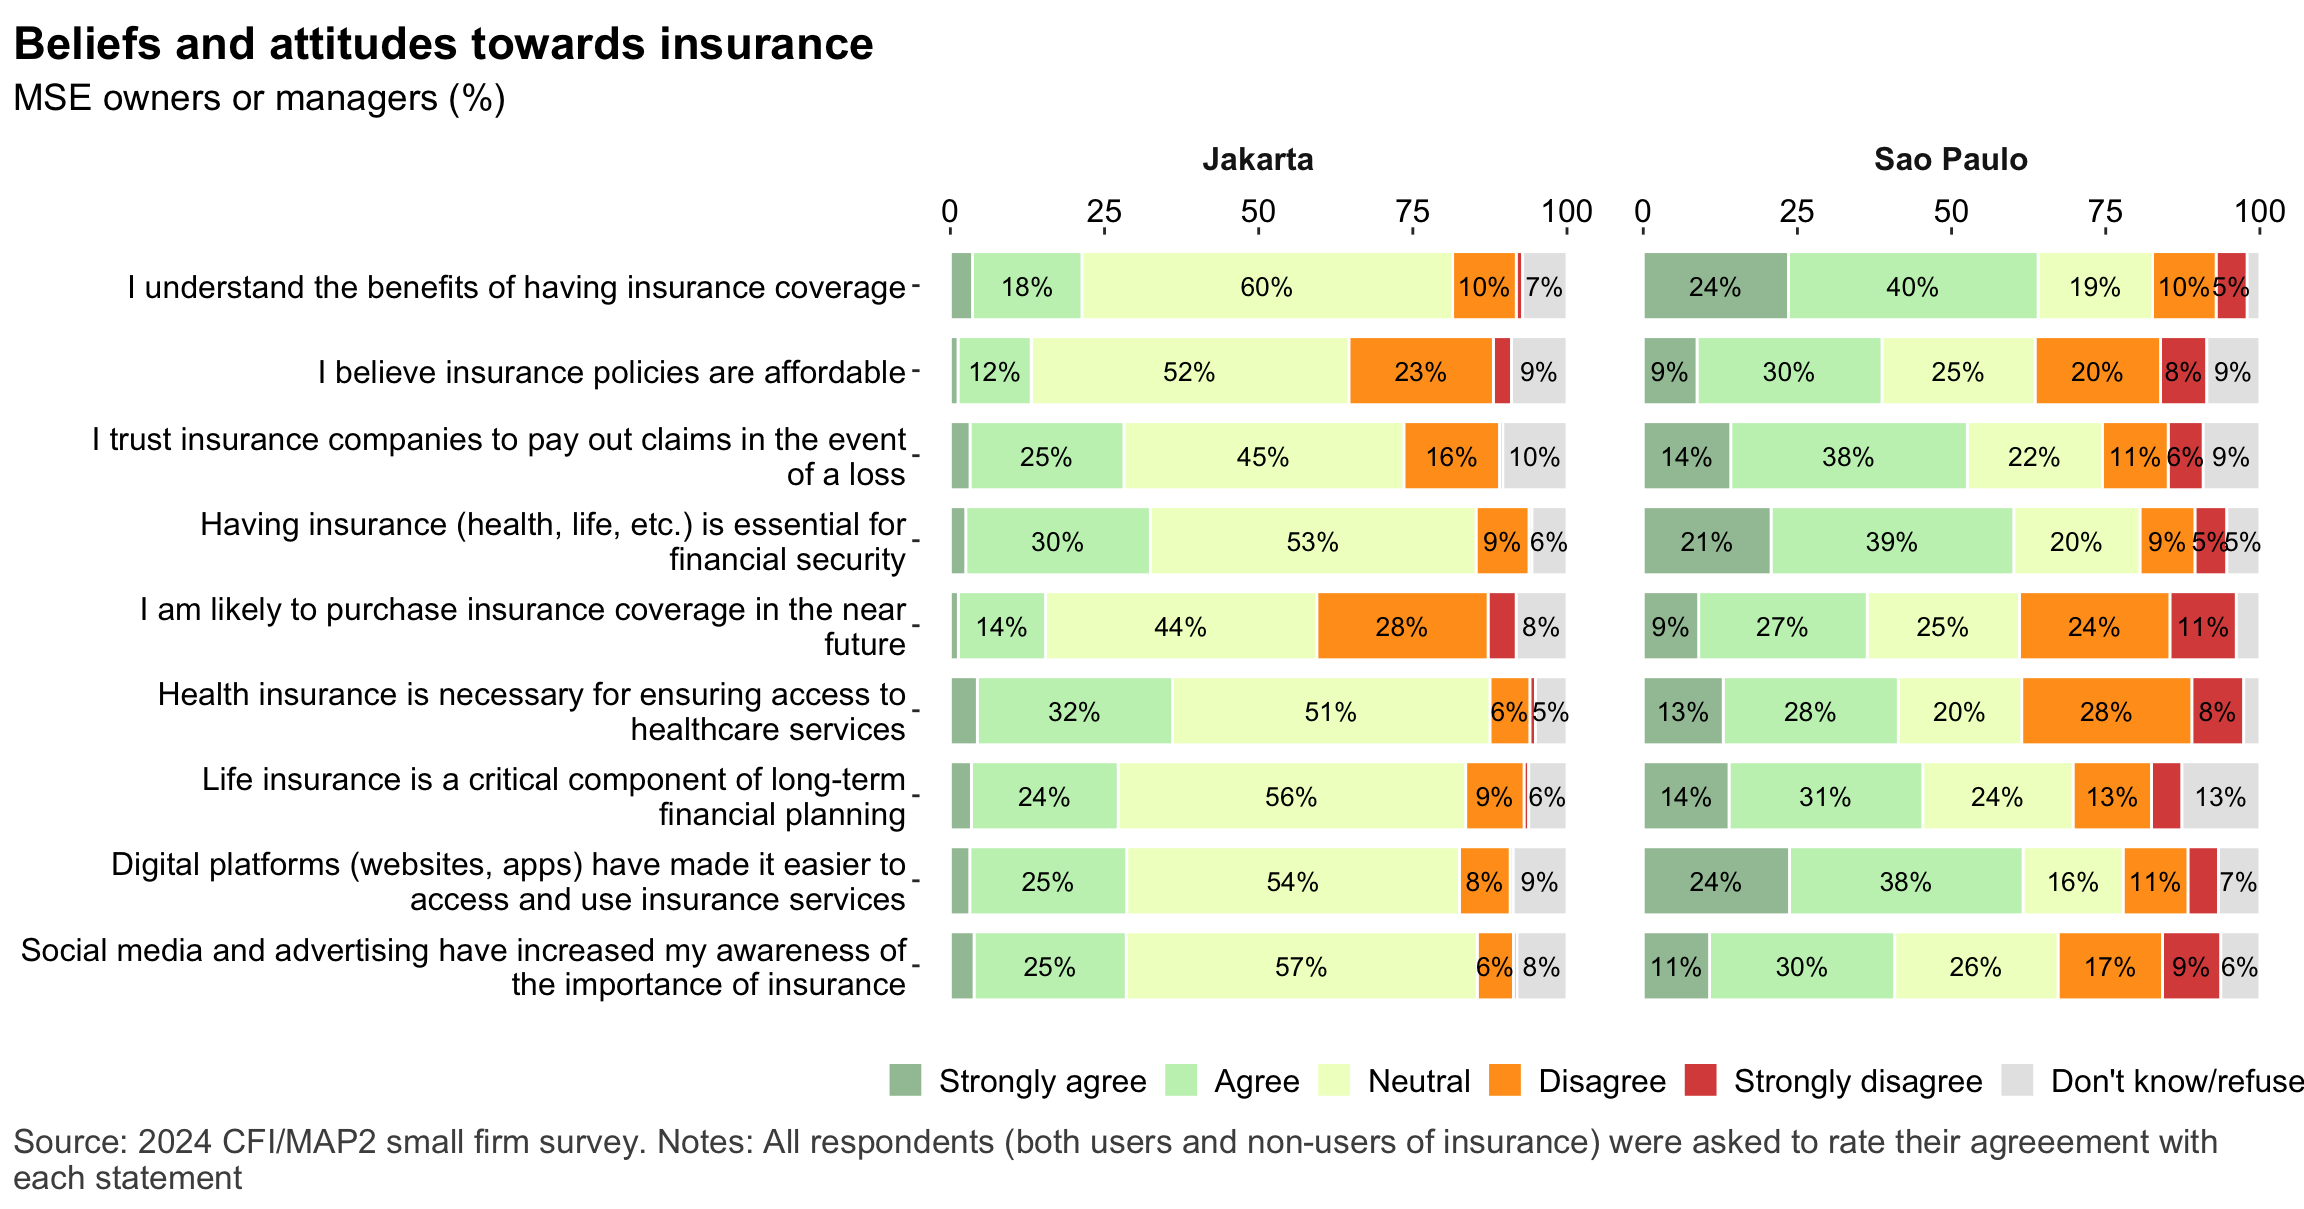 Beliefs and attitudes towards insurance
MSE owners or managers (%)
Jakarta
Sao Paulo
0 25 50 75 100 0 25 50 75 100
I understand the benefits of having insurance coverage
18% 60% 10% 7% 24% 40% 19% 10% 5%
I believe insurance policies are affordable
12% 52% 23% 9% 9% 30% 25% 20% 8% 9%
I trust insurance companies to pay out claims in the event
of a loss
25% 45% 16% 10% 14% 38% 22% 11% 6% 9%
Having insurance (health, life, etc.) is essential for
financial security
30% 53% 9% 6% 21% 39% 20% 9% 5% 5%
I am likely to purchase insurance coverage in the near
future
14% 44% 28% 8% 9% 27% 25% 24% 11%
Health insurance is necessary for ensuring access to
healthcare services
32% 51% 6% 5% 13% 28% 20% 28% 8%
Life insurance is a critical component of long-term
financial planning
24% 56% 9% 6% 14% 31% 24% 13% 13%
Digital platforms (websites, apps) have made it easier to
access and use insurance services
25% 54% 8% 9% 24% 38% 16% 11% 7%
Social media and advertising have increased my awareness of
the importance of insurance
25% 57% 6% 8% 11% 30% 26% 17% 9% 6%
Strongly agree Agree Neutral Disagree Strongly disagree Don't know/refuse
Source: 2024 CFI/MAP2 small firm survey. Notes: All respondents (both users and non-users of insurance) were asked to rate their agreeement with
each statement